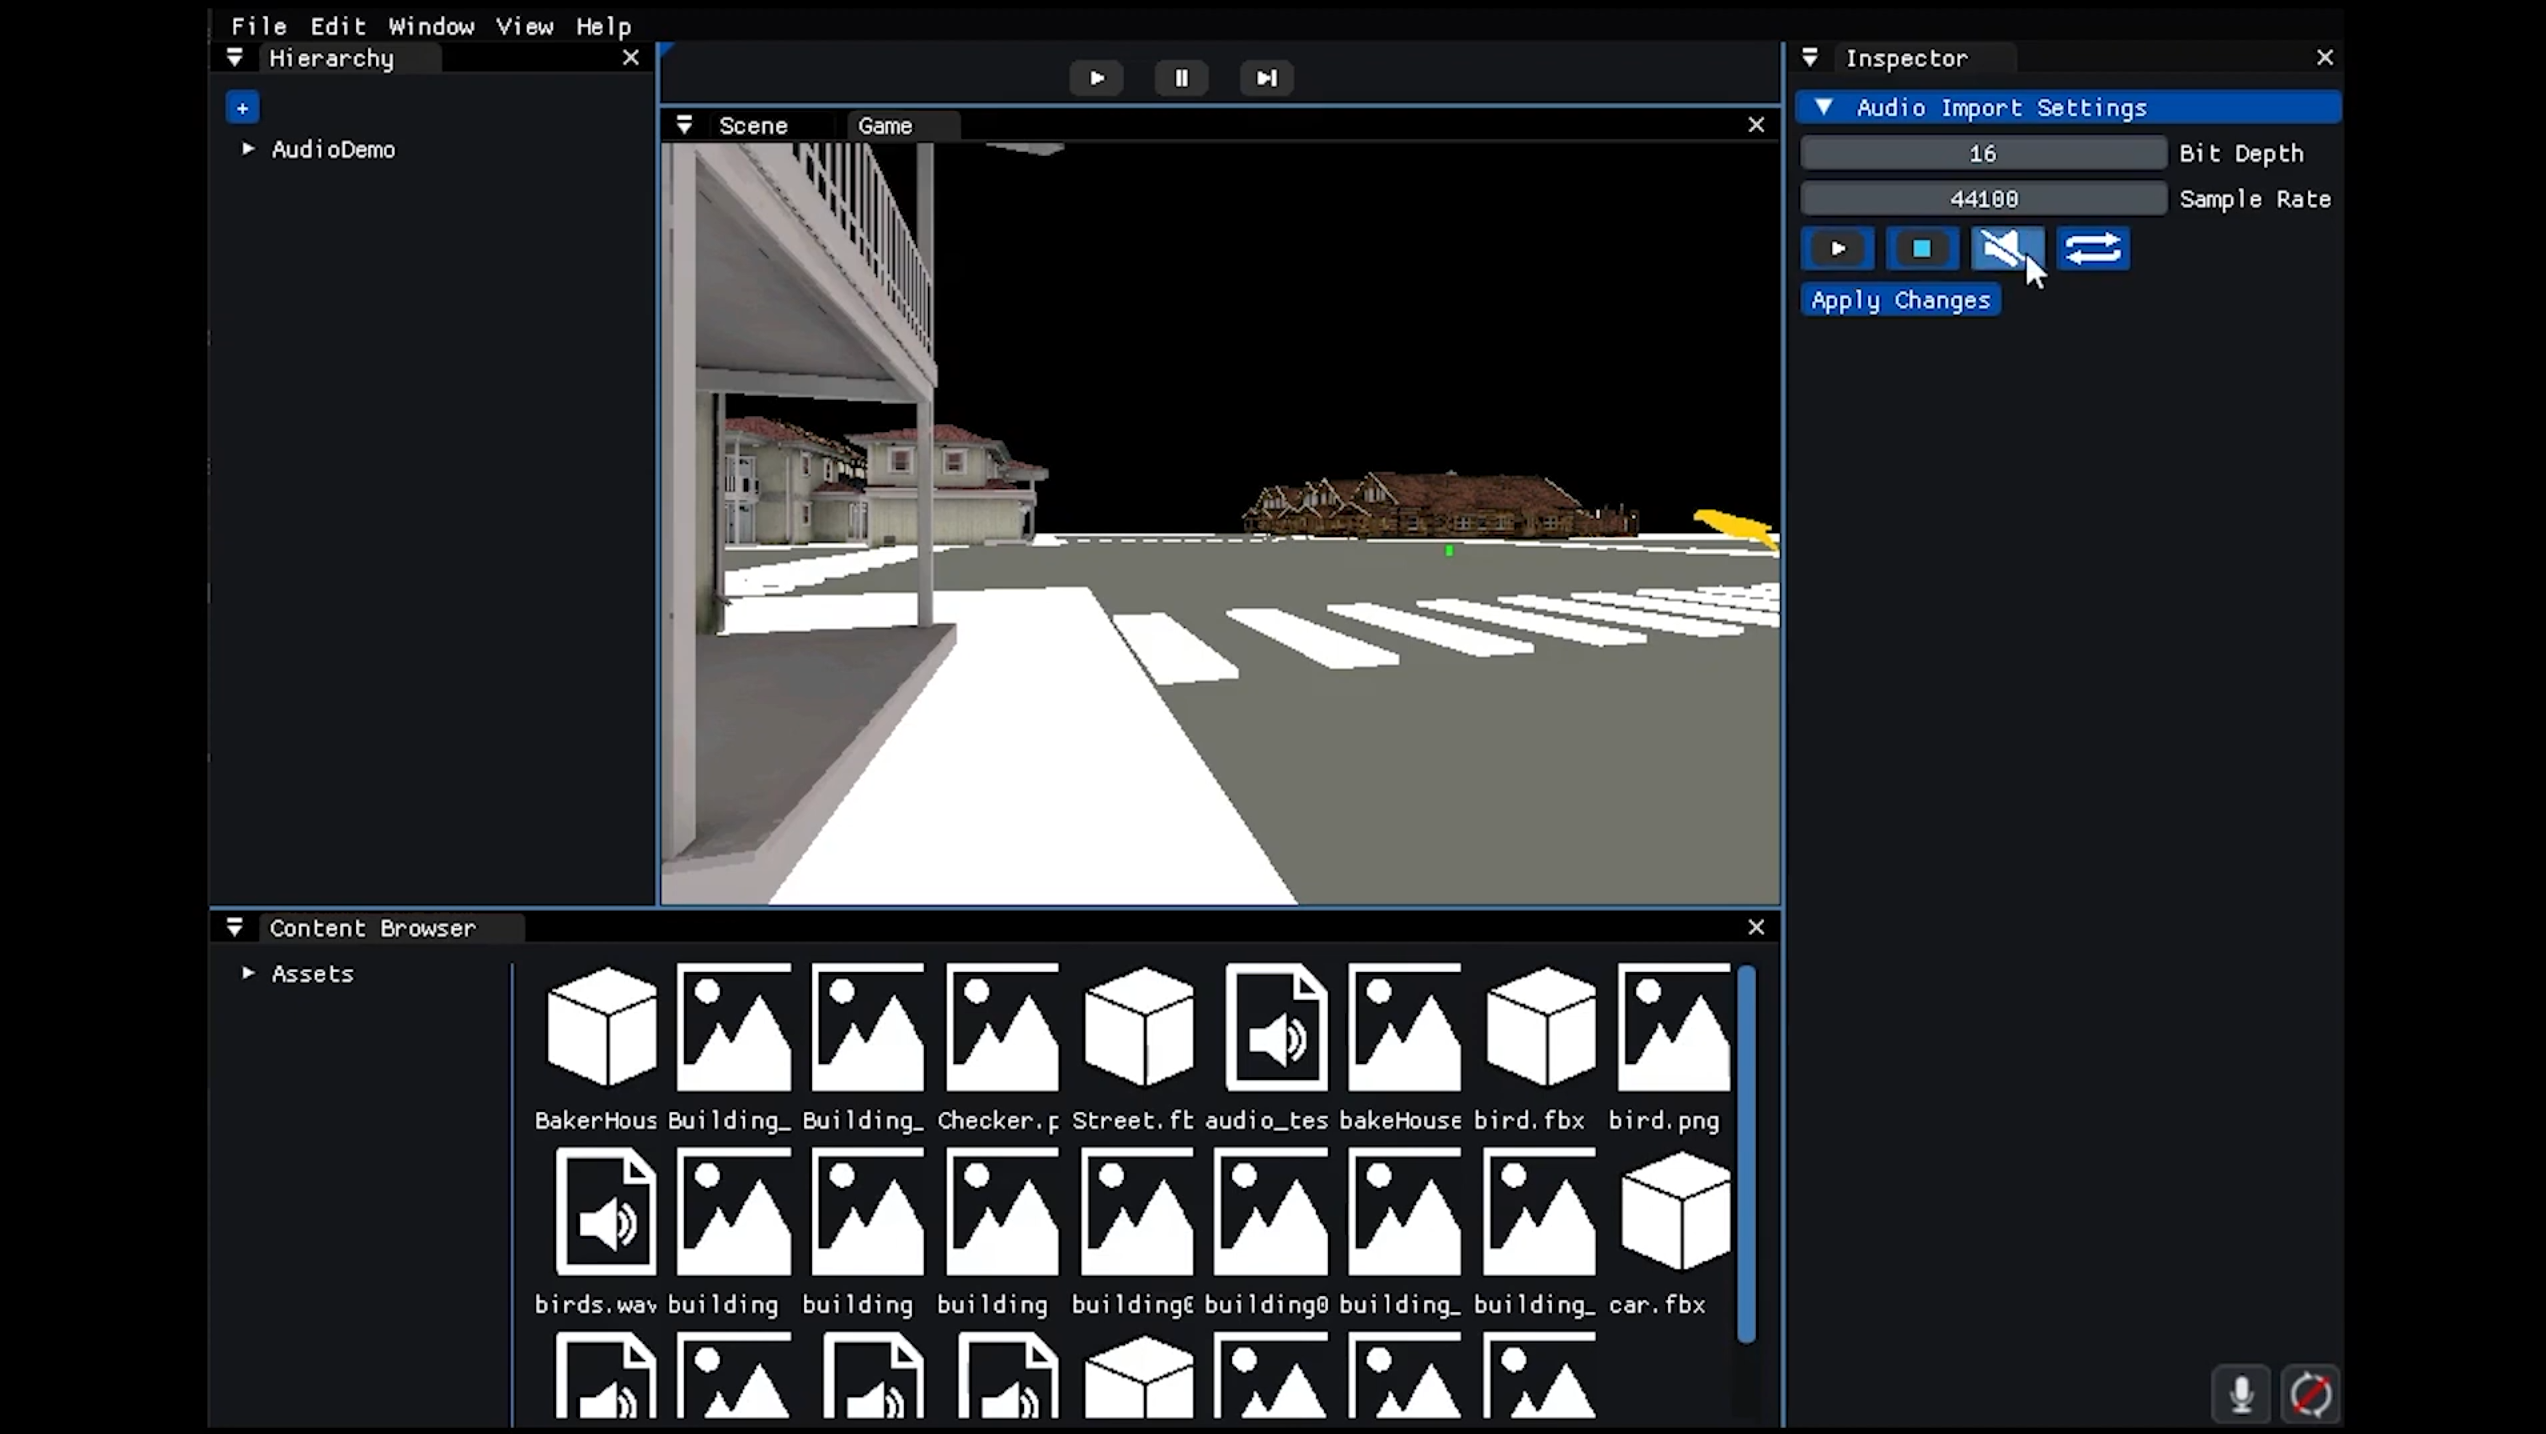 File Edit Window View Help
Hierarchy
AudioDemo
Scene Game
Inspector
Audio Import Settings
16 Bit Depth
44100 Sample Rate
Apply Changes
Content Browser
Assets
BakerHous Building_ Building_ Checker.p Street.fb audio_tes bakeHouse bird.fbx bird.png
birds.wav building building building building0 building0 building_ building_ car.fbx